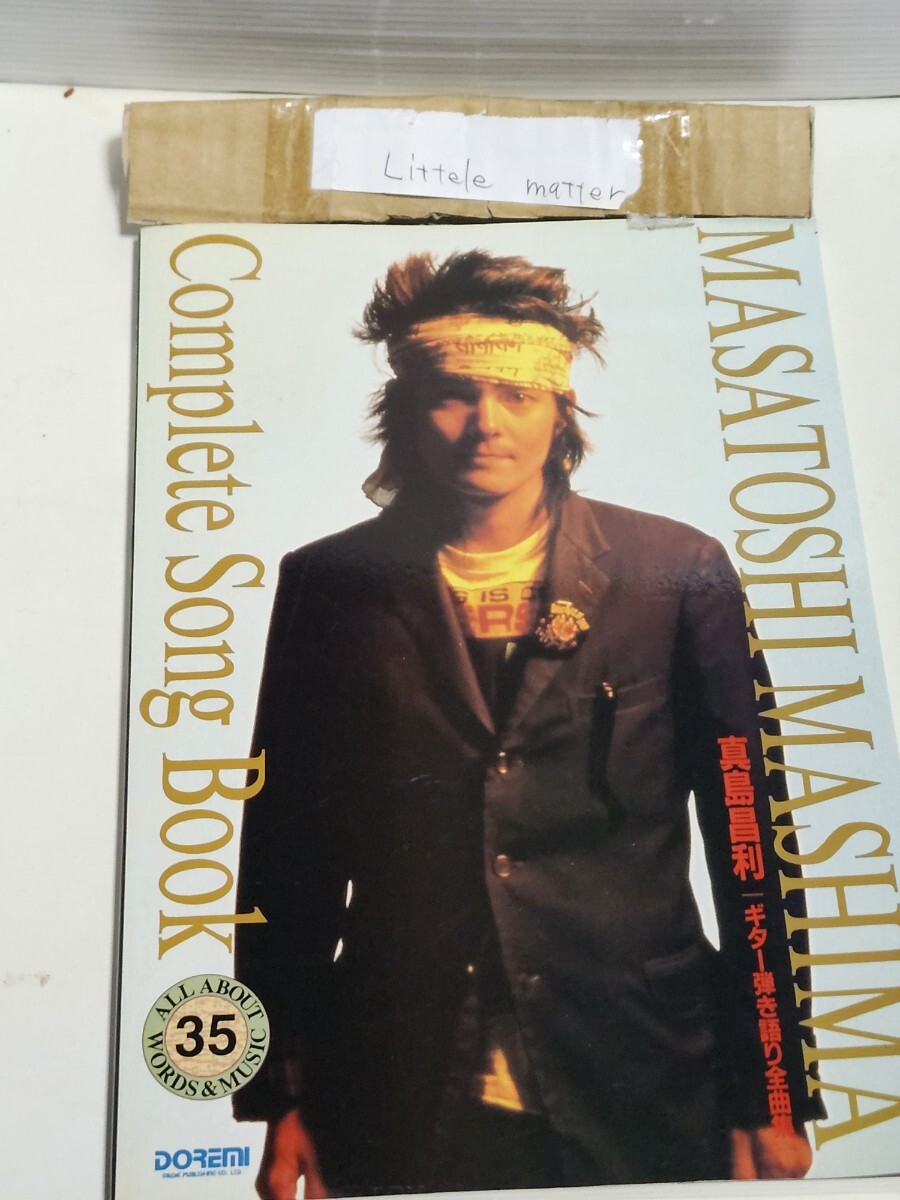 Littele matter
MASATOSHI MASHIMA
Complete Song Book
真島昌利
ギター弾き語り全曲集
ALL ABOUT
35
WORDS & MUSIC
DOREMI